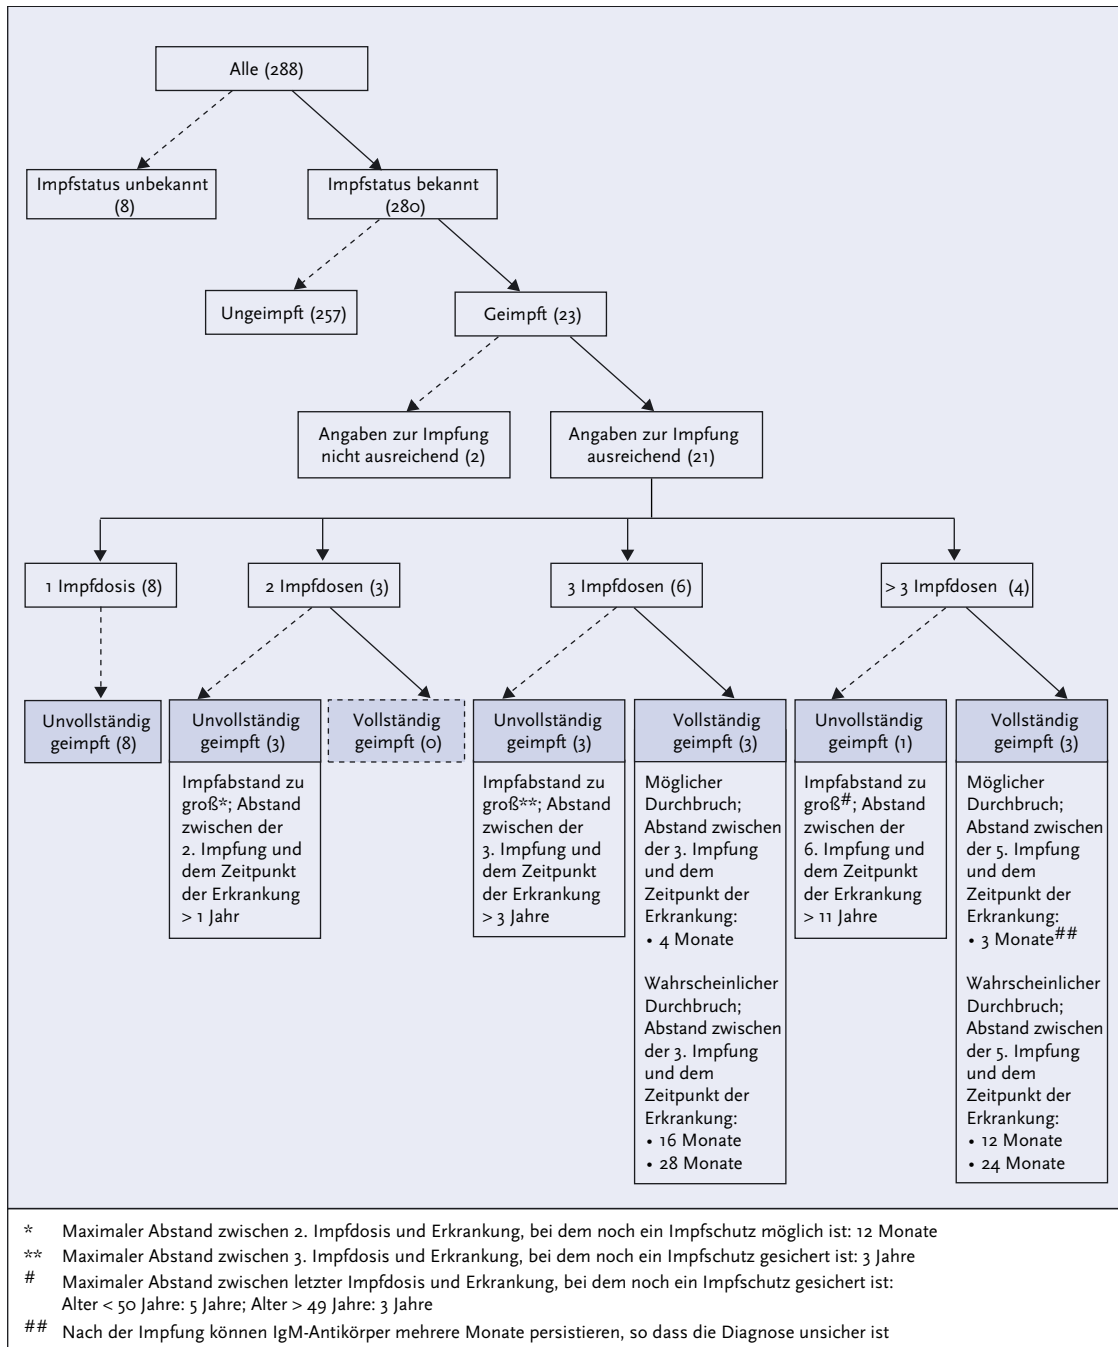 Alle (288)
Impfstatus unbekannt
(8)
Impfstatus bekannt
(280)
Ungeimpft (257)
Geimpft (23)
Angaben zur Impfung
nicht ausreichend (2)
Angaben zur Impfung
ausreichend (21)
1 Impfdosis (8)
2 Impfdosen (3)
3 Impfdosen (6)
> 3 Impfdosen (4)
Unvollständig
geimpft (8)
Unvollständig
geimpft (3)
Impfabstand zu
groß*; Abstand
zwischen der
2. Impfung und
dem Zeitpunkt
der Erkrankung
> 1 Jahr
Vollständig
geimpft (0)
Unvollständig
geimpft (3)
Impfabstand zu
groß**; Abstand
zwischen der
3. Impfung und
dem Zeitpunkt
der Erkrankung
> 3 Jahre
Vollständig
geimpft (3)
Möglicher
Durchbruch;
Abstand zwischen
der 3. Impfung
und dem
Zeitpunkt der
Erkrankung:
• 4 Monate
Wahrscheinlicher
Durchbruch;
Abstand zwischen
der 3. Impfung
und dem
Zeitpunkt der
Erkrankung:
• 16 Monate
• 28 Monate
Unvollständig
geimpft (1)
Impfabstand zu
groß#; Abstand
zwischen der
6. Impfung und
dem Zeitpunkt
der Erkrankung
> 11 Jahre
Vollständig
geimpft (3)
Möglicher
Durchbruch;
Abstand zwischen
der 5. Impfung
und dem
Zeitpunkt der
Erkrankung:
• 3 Monate##
Wahrscheinlicher
Durchbruch;
Abstand zwischen
der 5. Impfung
und dem
Zeitpunkt der
Erkrankung:
• 12 Monate
• 24 Monate
* Maximaler Abstand zwischen 2. Impfdosis und Erkrankung, bei dem noch ein Impfschutz möglich ist: 12 Monate
** Maximaler Abstand zwischen 3. Impfdosis und Erkrankung, bei dem noch ein Impfschutz gesichert ist: 3 Jahre
# Maximaler Abstand zwischen letzter Impfdosis und Erkrankung, bei dem noch ein Impfschutz gesichert ist:
Alter < 50 Jahre: 5 Jahre; Alter > 49 Jahre: 3 Jahre
## Nach der Impfung können IgM-Antikörper mehrere Monate persistieren, so dass die Diagnose unsicher ist